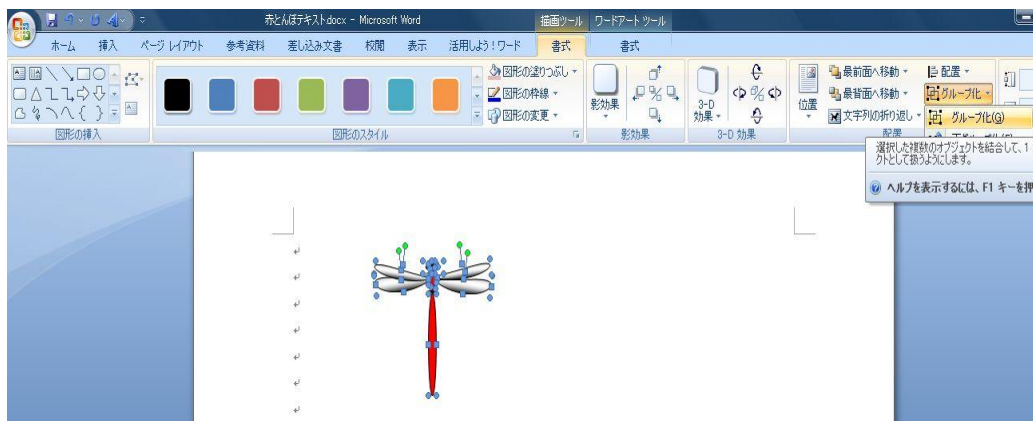 赤とんぼテキスト.docx - Microsoft Word
描画ツール
ワードアート ツール
ホーム 挿入 ページ レイアウト 参考資料 差し込み文書 校閲 表示 活用しよう!ワード 書式 書式
図形の塗りつぶし
図形の枠線
図形の変更
影効果
3-D
効果
位置
最前面へ移動
最背面へ移動
文字列の折り返し
配置
グループ化
グループ化(G)
図形の挿入 図形のスタイル 影効果 3-D 効果 配置
選択した複数のオブジェクトを結合して、1
クトとして扱うようにします。
ヘルプを表示するには、F1 キーを押